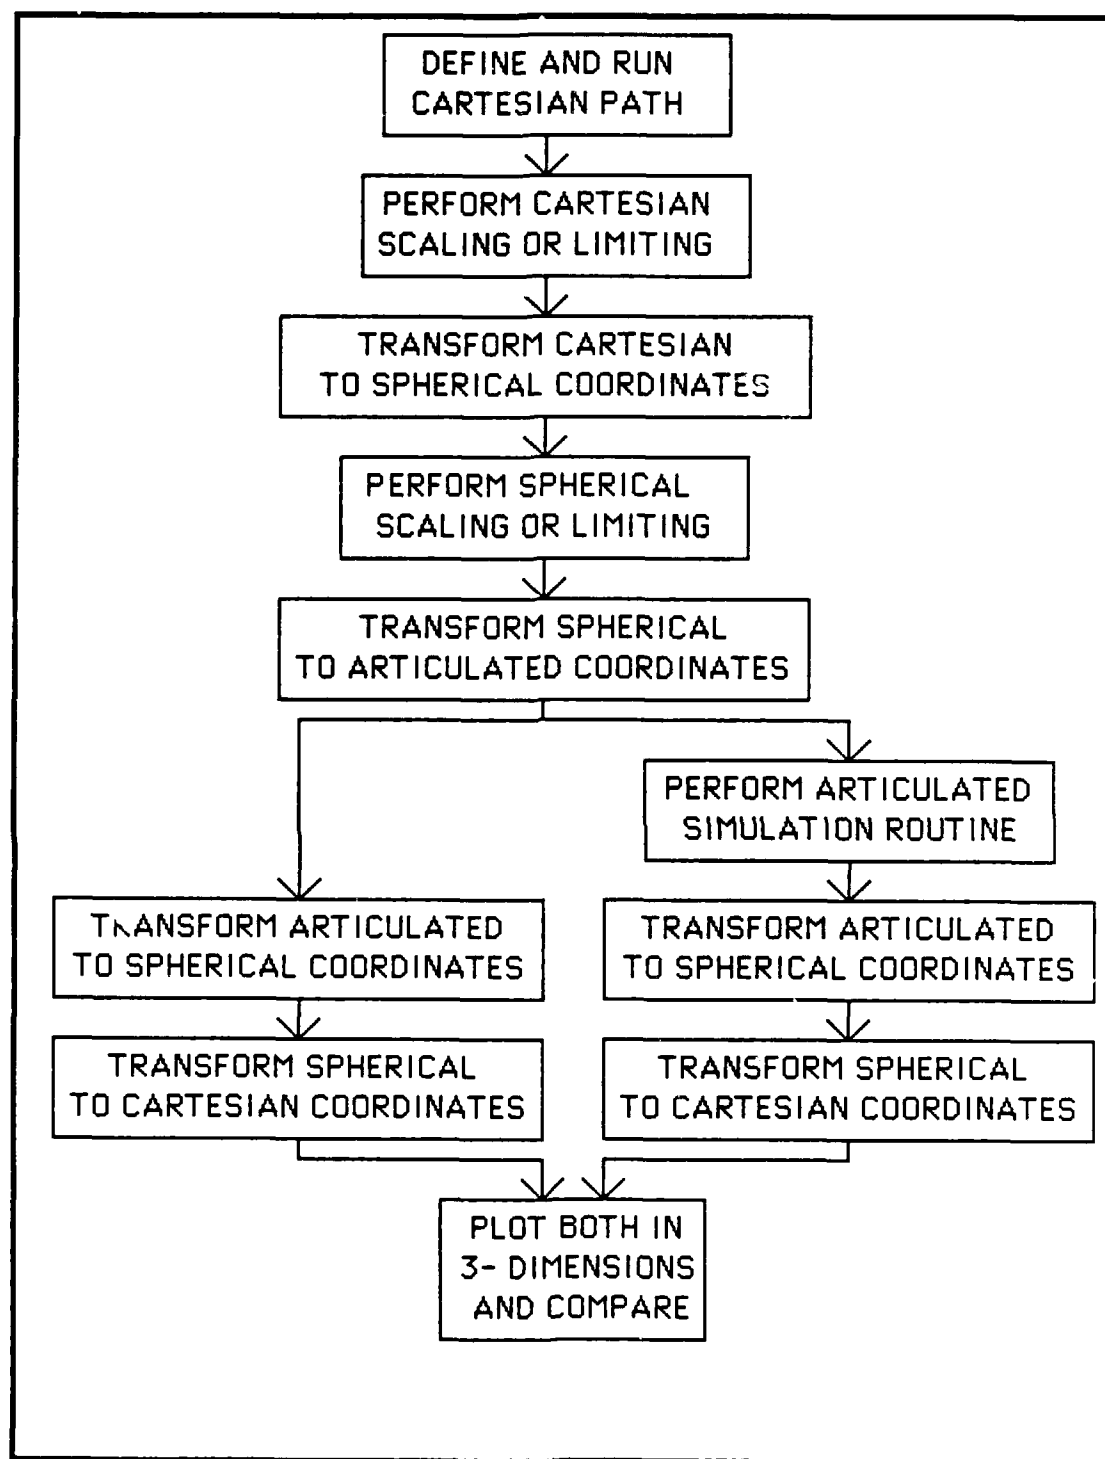 DEFINE AND RUN
CARTESIAN PATH
PERFORM CARTESIAN
SCALING OR LIMITING
TRANSFORM CARTESIAN
TO SPHERICAL COORDINATES
PERFORM SPHERICAL
SCALING OR LIMITING
TRANSFORM SPHERICAL
TO ARTICULATED COORDINATES
PERFORM ARTICULATED
SIMULATION ROUTINE
TRANSFORM ARTICULATED
TO SPHERICAL COORDINATES
TRANSFORM ARTICULATED
TO SPHERICAL COORDINATES
TRANSFORM SPHERICAL
TO CARTESIAN COORDINATES
TRANSFORM SPHERICAL
TO CARTESIAN COORDINATES
PLOT BOTH IN
3- DIMENSIONS
AND COMPARE